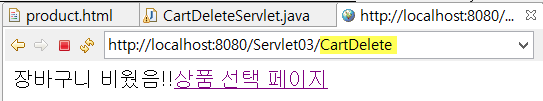 product.html CartDeleteServlet.java http://localhost:8080/...
http://localhost:8080/Servlet03/CartDelete
장바구니 비웠음!!상품 선택 페이지